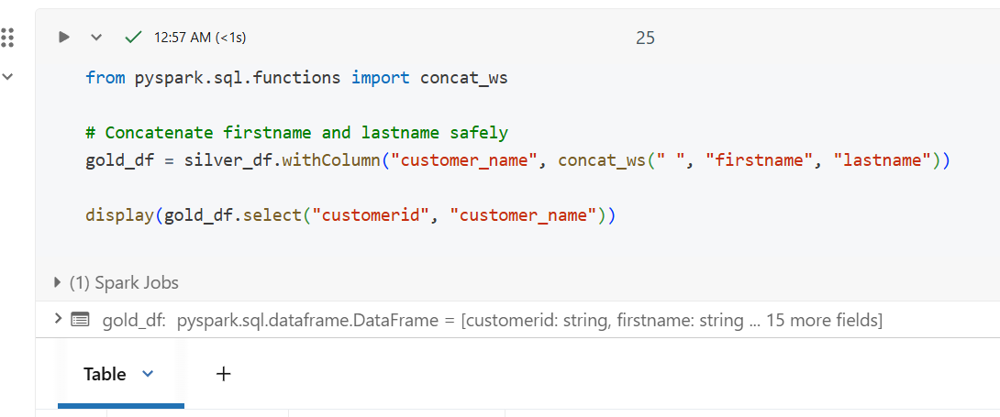 12:57 AM (<1s)
25
from pyspark.sql.functions import concat_ws
# Concatenate firstname and lastname safely
gold_df = silver_df.withColumn("customer_name", concat_ws(" ", "firstname", "lastname"))
display(gold_df.select("customerid", "customer_name"))
(1) Spark Jobs
gold_df: pyspark.sql.dataframe.DataFrame = [customerid: string, firstname: string ... 15 more fields]
Table